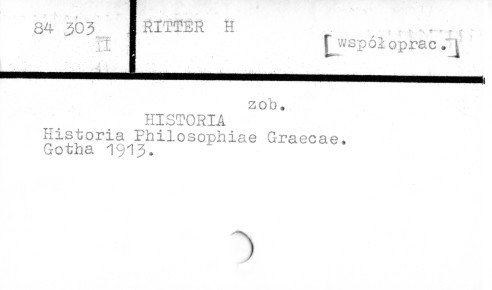 84 303 RITTER H
II [współoprac.]
zob.
HISTORIA
Historia Philosophiae Graecae.
Gotha 1913.